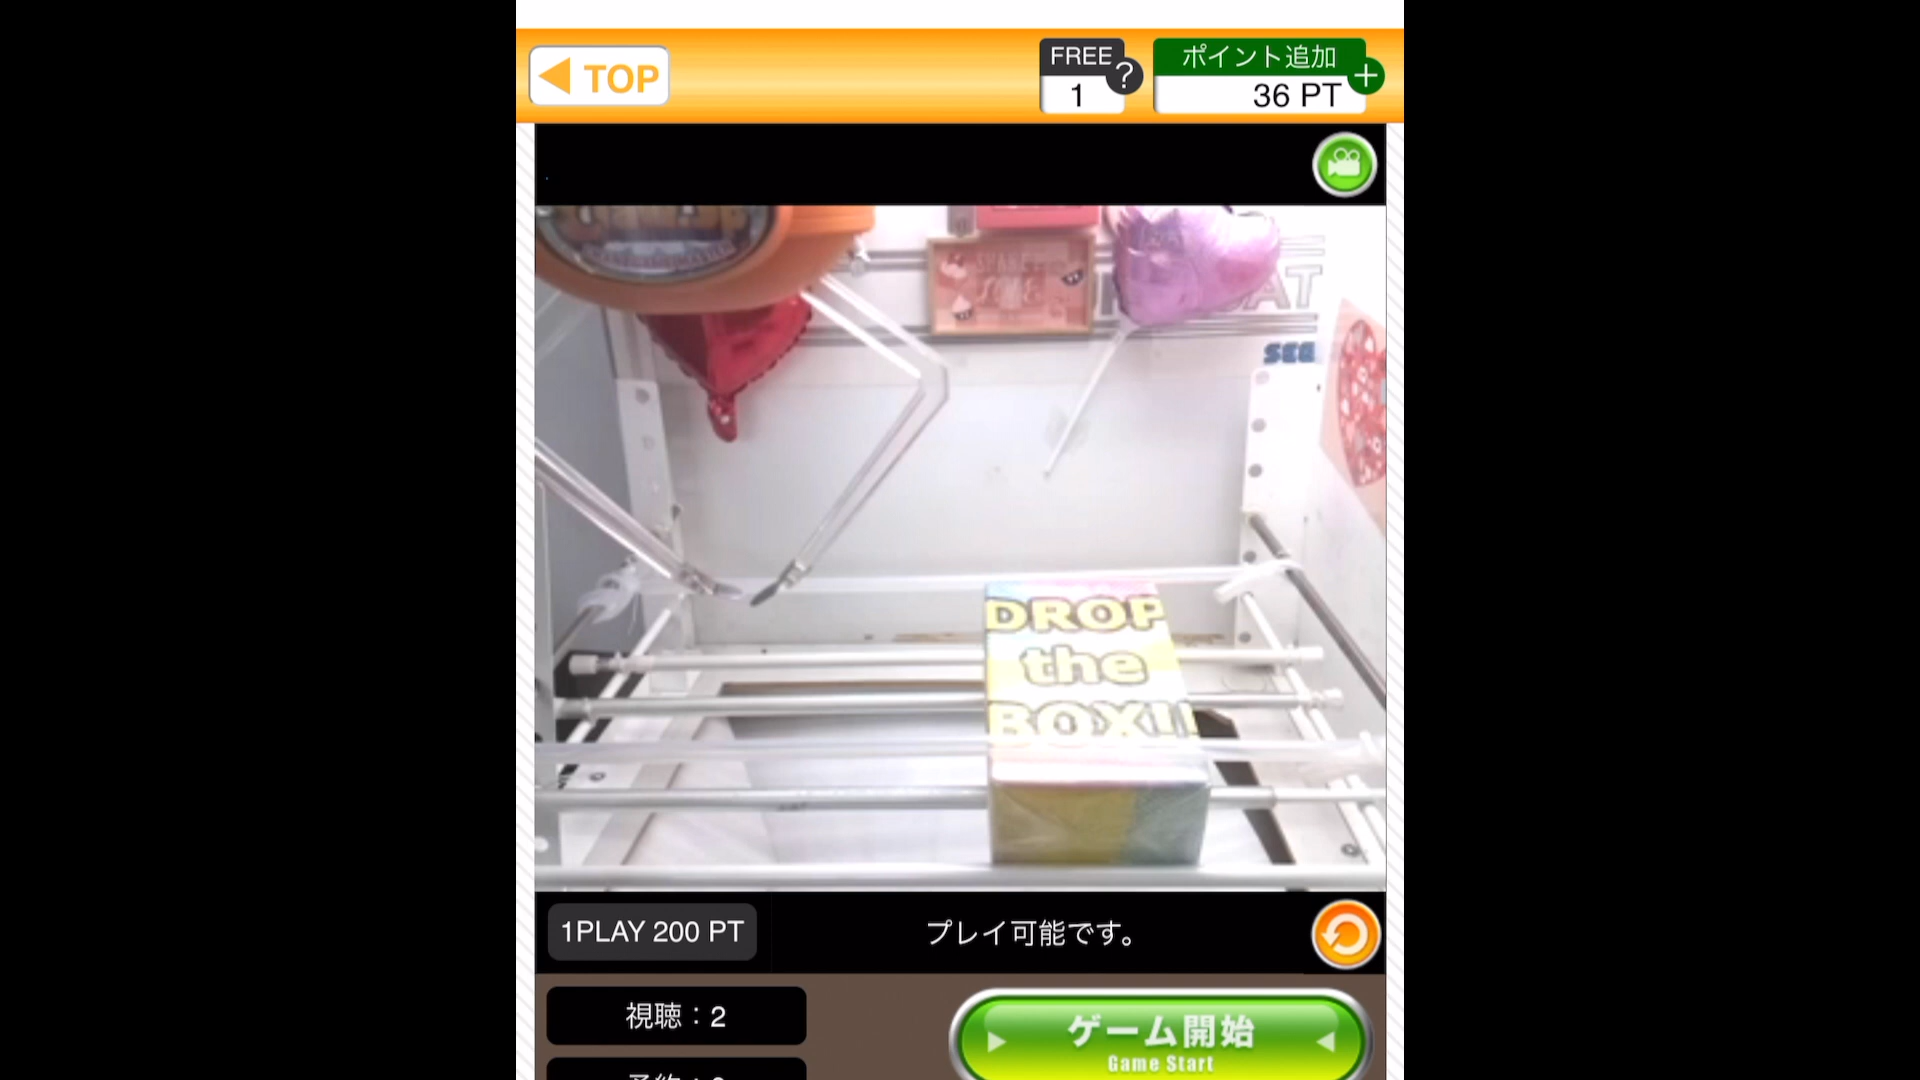 TOP
FREE
?
1
ポイント追加
+
36 PT
SEG
DROP
the
BOX!!
1PLAY 200 PT
プレイ可能です。
視聴：2
ゲーム開始
Game Start